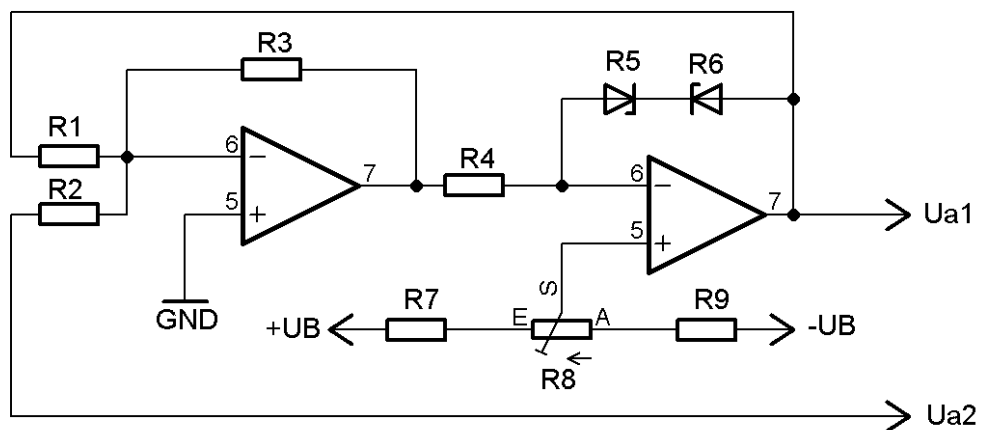 R3
R5 R6
R1
R2
6
−
5
+
7
R4
6
−
5
+
7
Ua1
GND
+UB
R7
E
S
A
R8
R9
-UB
Ua2